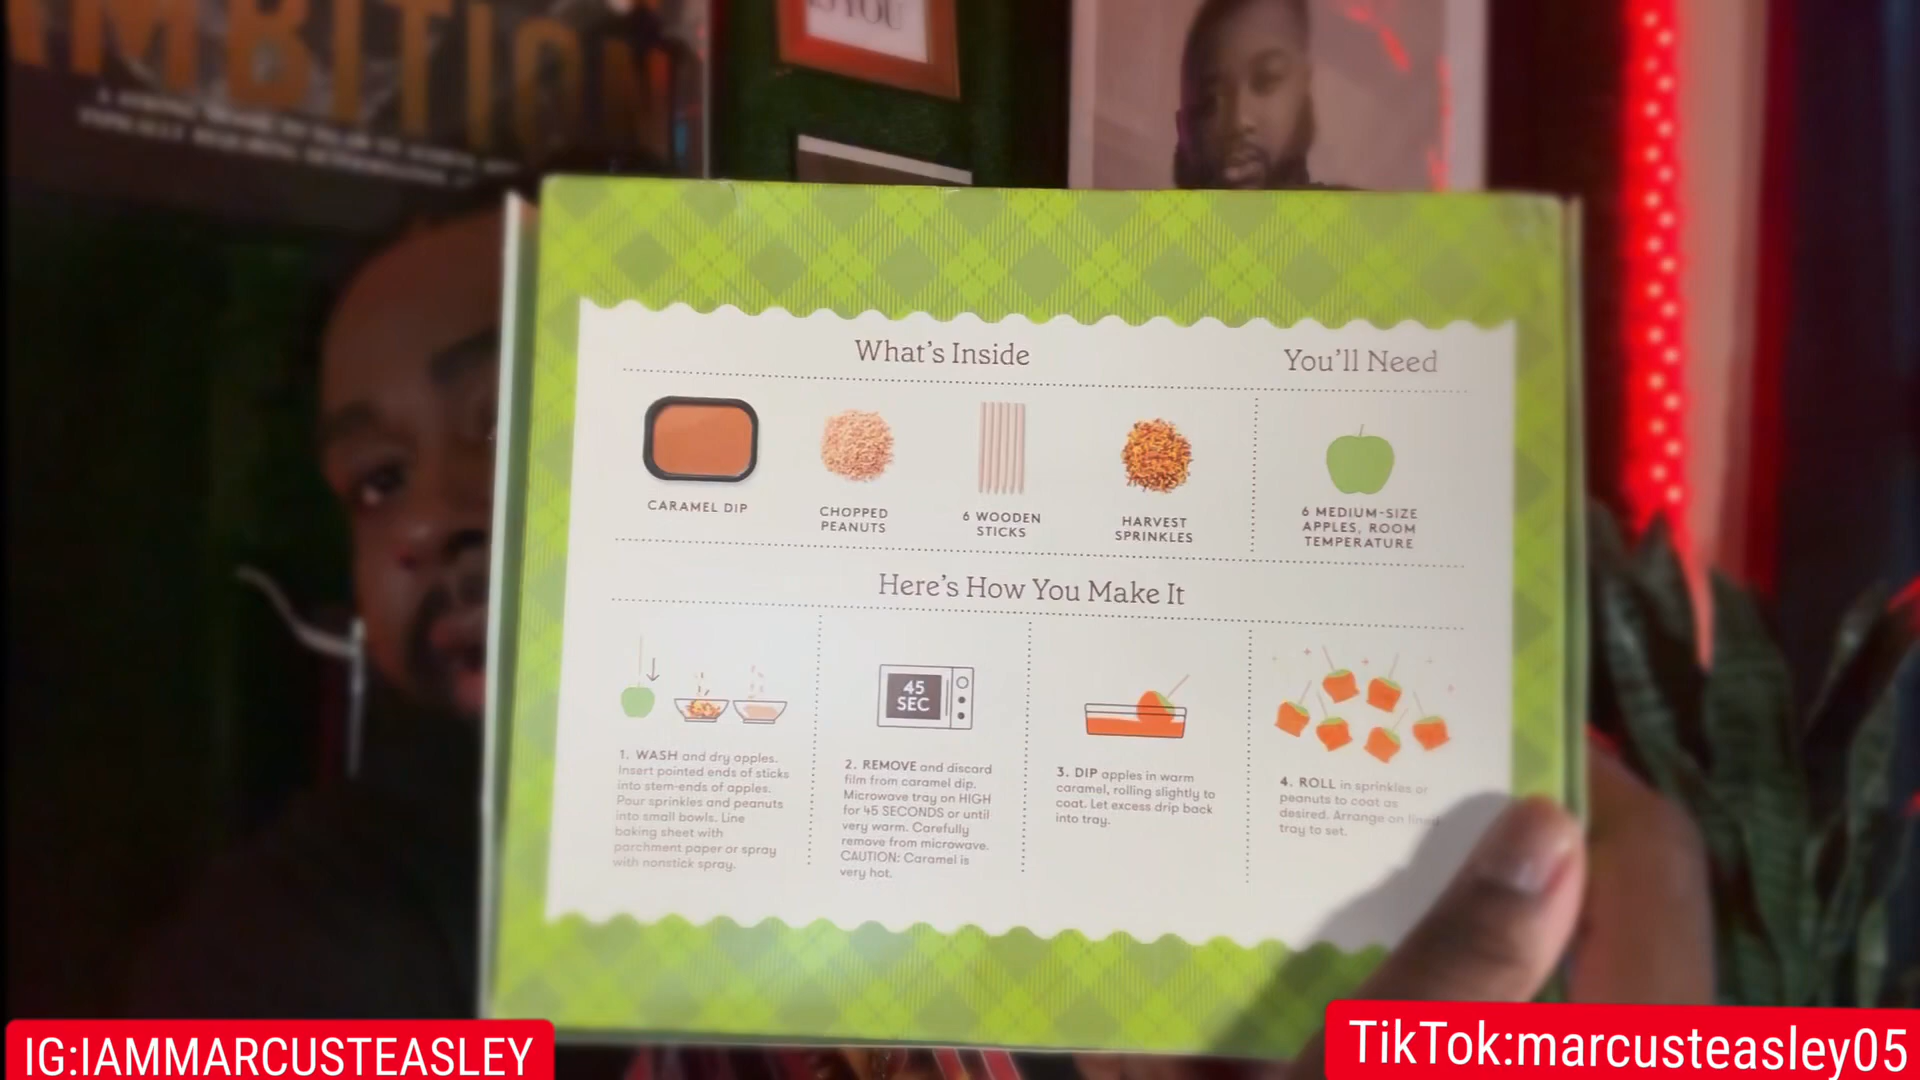 AMBITION
YOU
What's Inside
You'll Need
CARAMEL DIP
CHOPPED
PEANUTS
6 WOODEN
STICKS
HARVEST
SPRINKLES
6 MEDIUM-SIZE
APPLES, ROOM
TEMPERATURE
Here's How You Make It
1. WASH and dry apples.
Insert pointed ends of sticks
into stem-ends of apples.
Pour sprinkles and peanuts
into small bowls. Line
baking sheet with
parchment paper or spray
with nonstick spray.
45
SEC
2. REMOVE and discard
film from caramel dip.
Microwave tray on HIGH
for 45 SECONDS or until
very warm. Carefully
remove from microwave.
CAUTION: Caramel is
very hot.
3. DIP apples in warm
caramel, rolling slightly to
coat. Let excess drip back
into tray.
4. ROLL in sprinkles or
peanuts to coat as
desired. Arrange on lined
tray to set.
IG:IAMMARCUSTEASLEY
TikTok:marcusteasley05